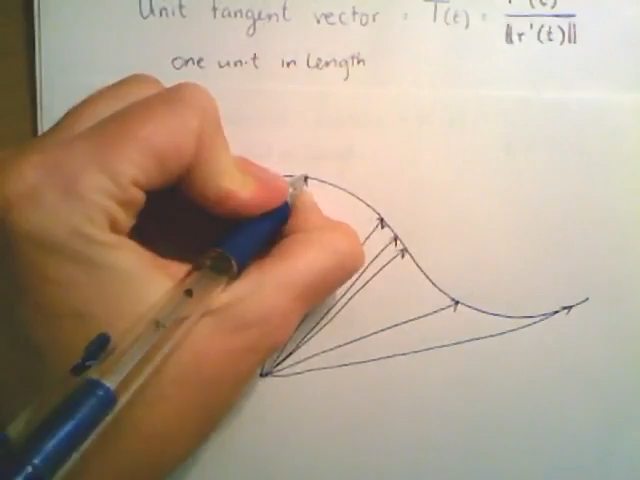 Unit tangent vector = T(t) = r'(t) / ||r'(t)||
one unit in length